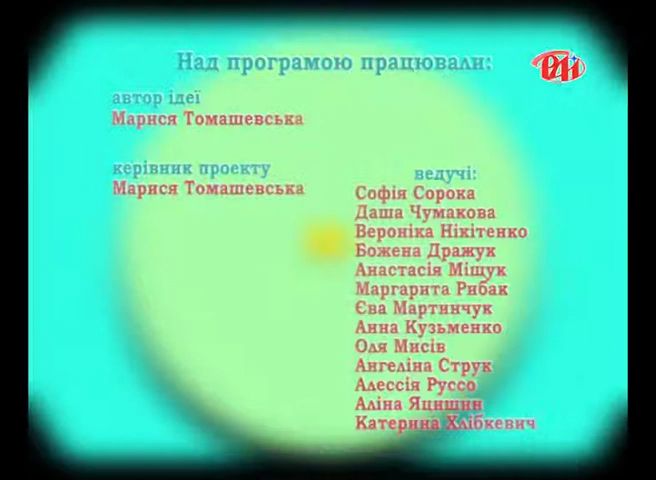 Над програмою працювали:
автор ідеї
Марися Томашевська
керівник проекту
Марися Томашевська
ведучі:
Софія Сорока
Даша Чумакова
Вероніка Нікітенко
Божена Дражук
Анастасія Міщук
Маргарита Рибак
Єва Мартинчук
Анна Кузьменко
Оля Мисів
Ангеліна Струк
Алессія Руссо
Аліна Яцишин
Катерина Хлібкевич